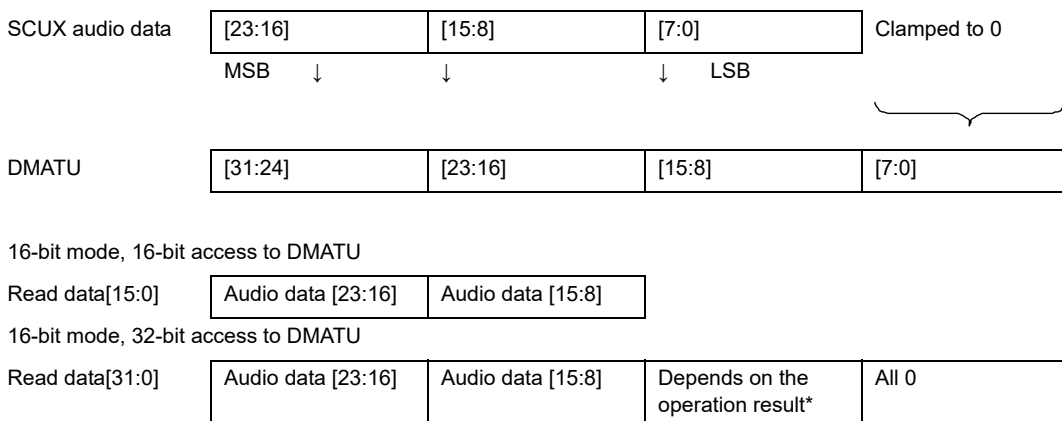 SCUX audio data [23:16] [15:8] [7:0] Clamped to 0
MSB ↓ ↓ ↓ LSB
DMATU [31:24] [23:16] [15:8] [7:0]
16-bit mode, 16-bit access to DMATU
Read data[15:0] Audio data [23:16] Audio data [15:8]
16-bit mode, 32-bit access to DMATU
Read data[31:0] Audio data [23:16] Audio data [15:8] Depends on the All 0
operation result*